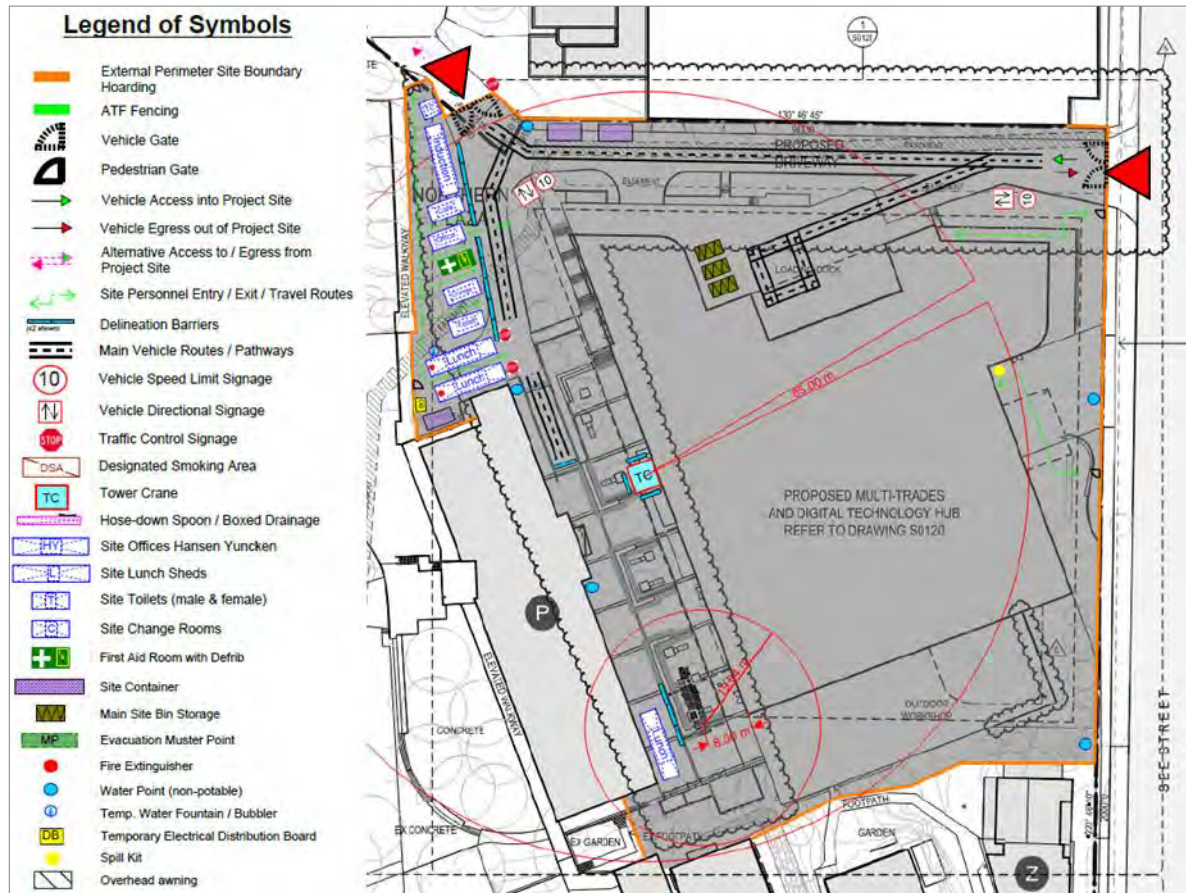 Legend of Symbols
External Perimeter Site Boundary
Hoarding
ATF Fencing
Vehicle Gate
Pedestrian Gate
Vehicle Access into Project Site
Vehicle Egress out of Project Site
Alternative Access to / Egress from
Project Site
Site Personnel Entry / Exit / Travel Routes
(x2 shown)
Delineation Barriers
Main Vehicle Routes / Pathways
10
Vehicle Speed Limit Signage
Vehicle Directional Signage
STOP
Traffic Control Signage
DSA
Designated Smoking Area
TC
Tower Crane
Hose-down Spoon / Boxed Drainage
HY
Site Offices Hansen Yuncken
L
Site Lunch Sheds
T
Site Toilets (male & female)
C
Site Change Rooms
First Aid Room with Defrib
Site Container
Main Site Bin Storage
MP
Evacuation Muster Point
Fire Extinguisher
Water Point (non-potable)
Temp. Water Fountain / Bubbler
DB
Temporary Electrical Distribution Board
Spill Kit
Overhead awning
1
S0120
130° 46' 45"
PROPOSED
DRIVEWAY
EASEMENT
Induction
10
10
ELEVATED WALKWAY
LOADING DOCK
Lunch
Lunch
65.00 m
TC
PROPOSED MULTI-TRADES
AND DIGITAL TECHNOLOGY HUB
REFER TO DRAWING S0120
P
ELEVATED WALKWAY
CONCRETE
Lunch
8.00 m
OUTDOOR
WORKSHOP
SEE STREET
FOOTPATH
GARDEN
EX CONCRETE
EX GARDEN
EX FOOTPATH
Z